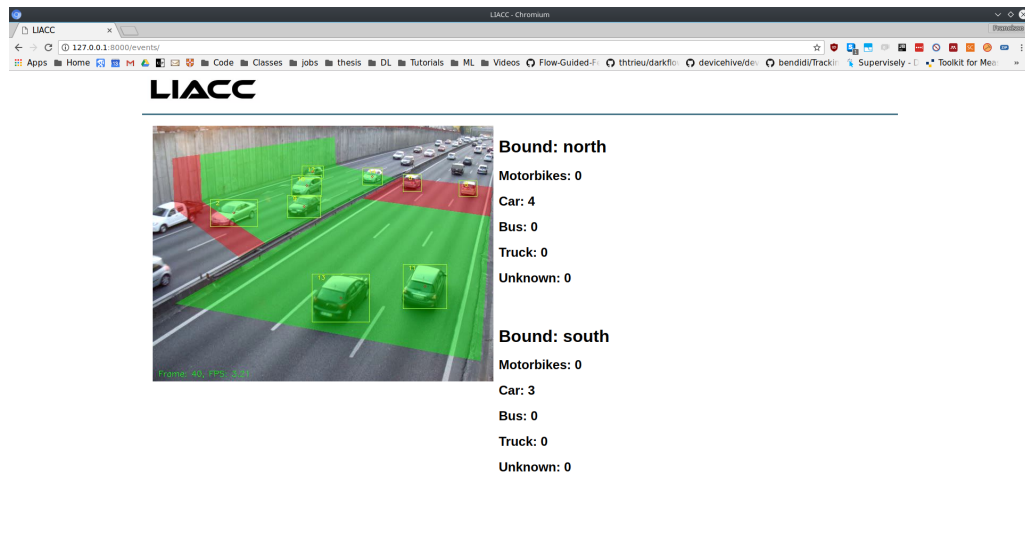 LIACC - Chromium
LIACC
Francisco
127.0.0.1:8000/events/
Apps Home Code Classes jobs thesis DL Tutorials ML Videos Flow-Guided-Fe thtrieu/darkflo devicehive/dev bendidi/Trackin Supervisely - D Toolkit for Mea »
LIACC
Bound: north
Motorbikes: 0
Car: 4
Bus: 0
Truck: 0
Unknown: 0
Bound: south
Motorbikes: 0
Car: 3
Bus: 0
Truck: 0
Unknown: 0
Frame: 40, FPS: 3.21